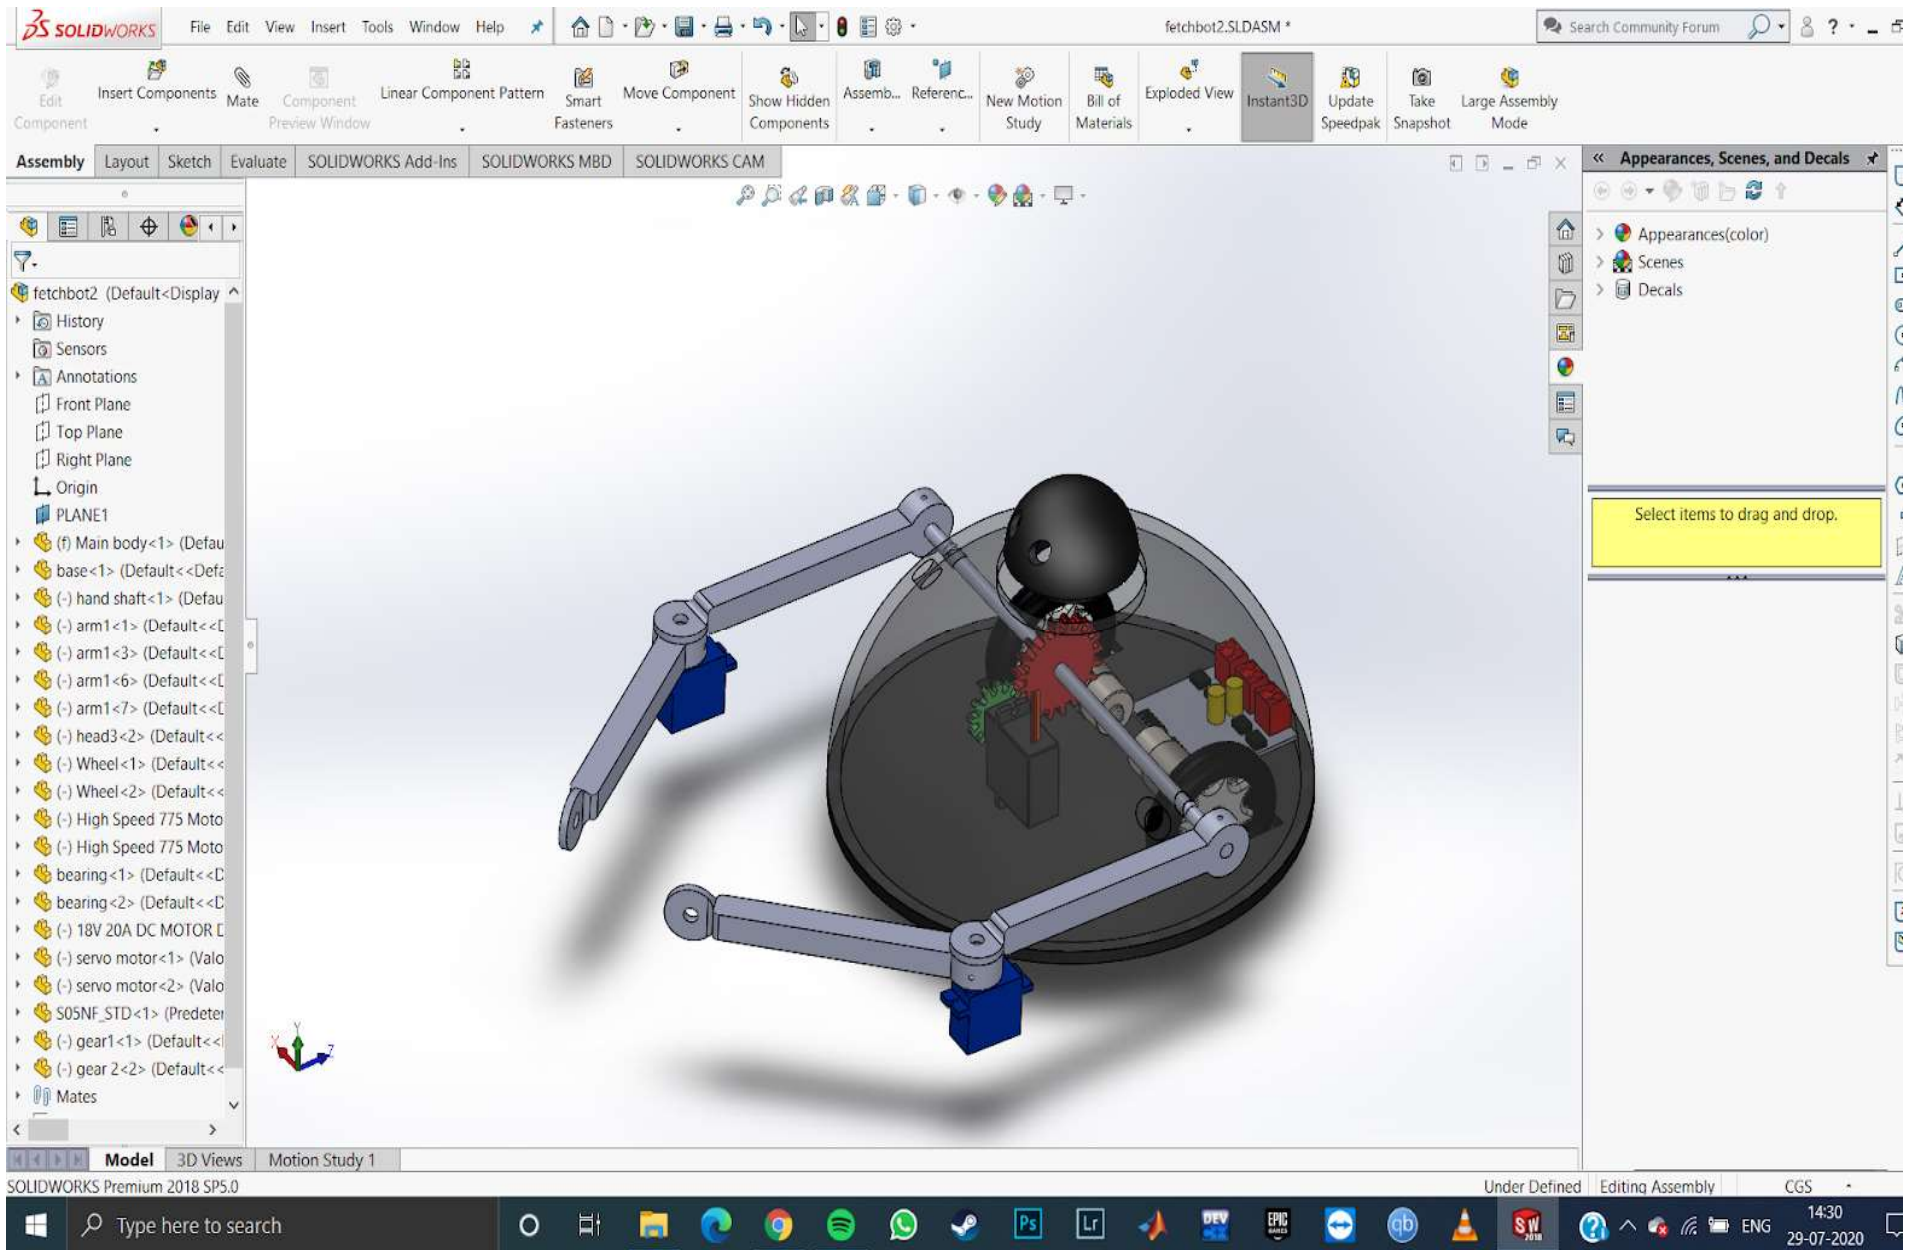 SOLIDWORKS File Edit View Insert Tools Window Help fetchbot2.SLDASM * Search Community Forum ?
Edit Component
Insert Components
Mate
Component Preview Window
Linear Component Pattern
Smart Fasteners
Move Component
Show Hidden Components
Assemb...
Referenc...
New Motion Study
Bill of Materials
Exploded View
Instant3D
Update Speedpak
Take Snapshot
Large Assembly Mode
Assembly Layout Sketch Evaluate SOLIDWORKS Add-Ins SOLIDWORKS MBD SOLIDWORKS CAM
« Appearances, Scenes, and Decals
Appearances(color)
Scenes
Decals
Select items to drag and drop.
fetchbot2 (Default<Display
History
Sensors
Annotations
Front Plane
Top Plane
Right Plane
Origin
PLANE1
(f) Main body<1> (Defau
base<1> (Default<<Defa
(-) hand shaft<1> (Defau
(-) arm1<1> (Default<<D
(-) arm1<3> (Default<<D
(-) arm1<6> (Default<<D
(-) arm1<7> (Default<<D
(-) head3<2> (Default<<
(-) Wheel<1> (Default<<
(-) Wheel<2> (Default<<
(-) High Speed 775 Moto
(-) High Speed 775 Moto
bearing<1> (Default<<D
bearing<2> (Default<<D
(-) 18V 20A DC MOTOR D
(-) servo motor<1> (Valo
(-) servo motor<2> (Valo
S05NF_STD<1> (Predeter
(-) gear1<1> (Default<<
(-) gear 2<2> (Default<<
Mates
Y
X
Z
Model 3D Views Motion Study 1
SOLIDWORKS Premium 2018 SP5.0 Under Defined Editing Assembly CGS
Type here to search Ps Lr DEV EPIC GAMES qb SW 2018 ENG 14:30
29-07-2020